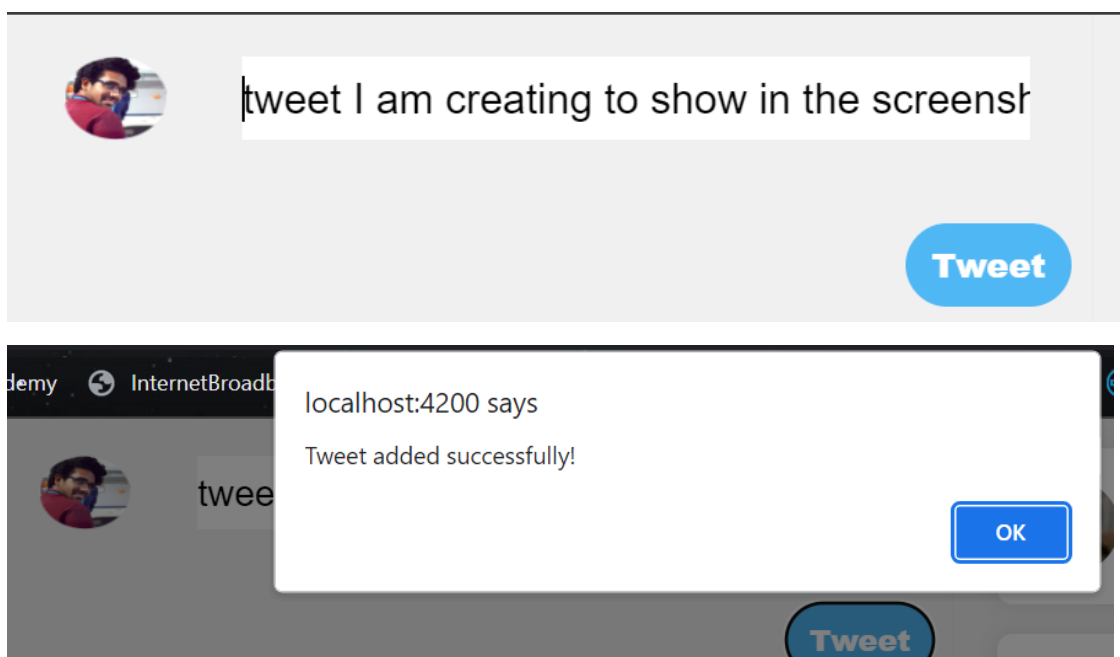 tweet I am creating to show in the screensh
Tweet
demy InternetBroadb
localhost:4200 says
Tweet added successfully!
twee
OK
Tweet